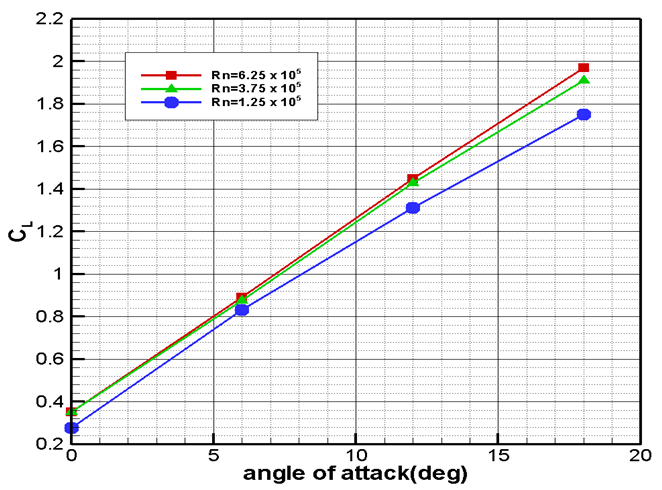 2.2
2
1.8
1.6
1.4
1.2
1
0.8
0.6
0.4
0.2
C_L
Rn=6.25 x 10⁵
Rn=3.75 x 10⁵
Rn=1.25 x 10⁵
0 5 10 15 20
angle of attack(deg)